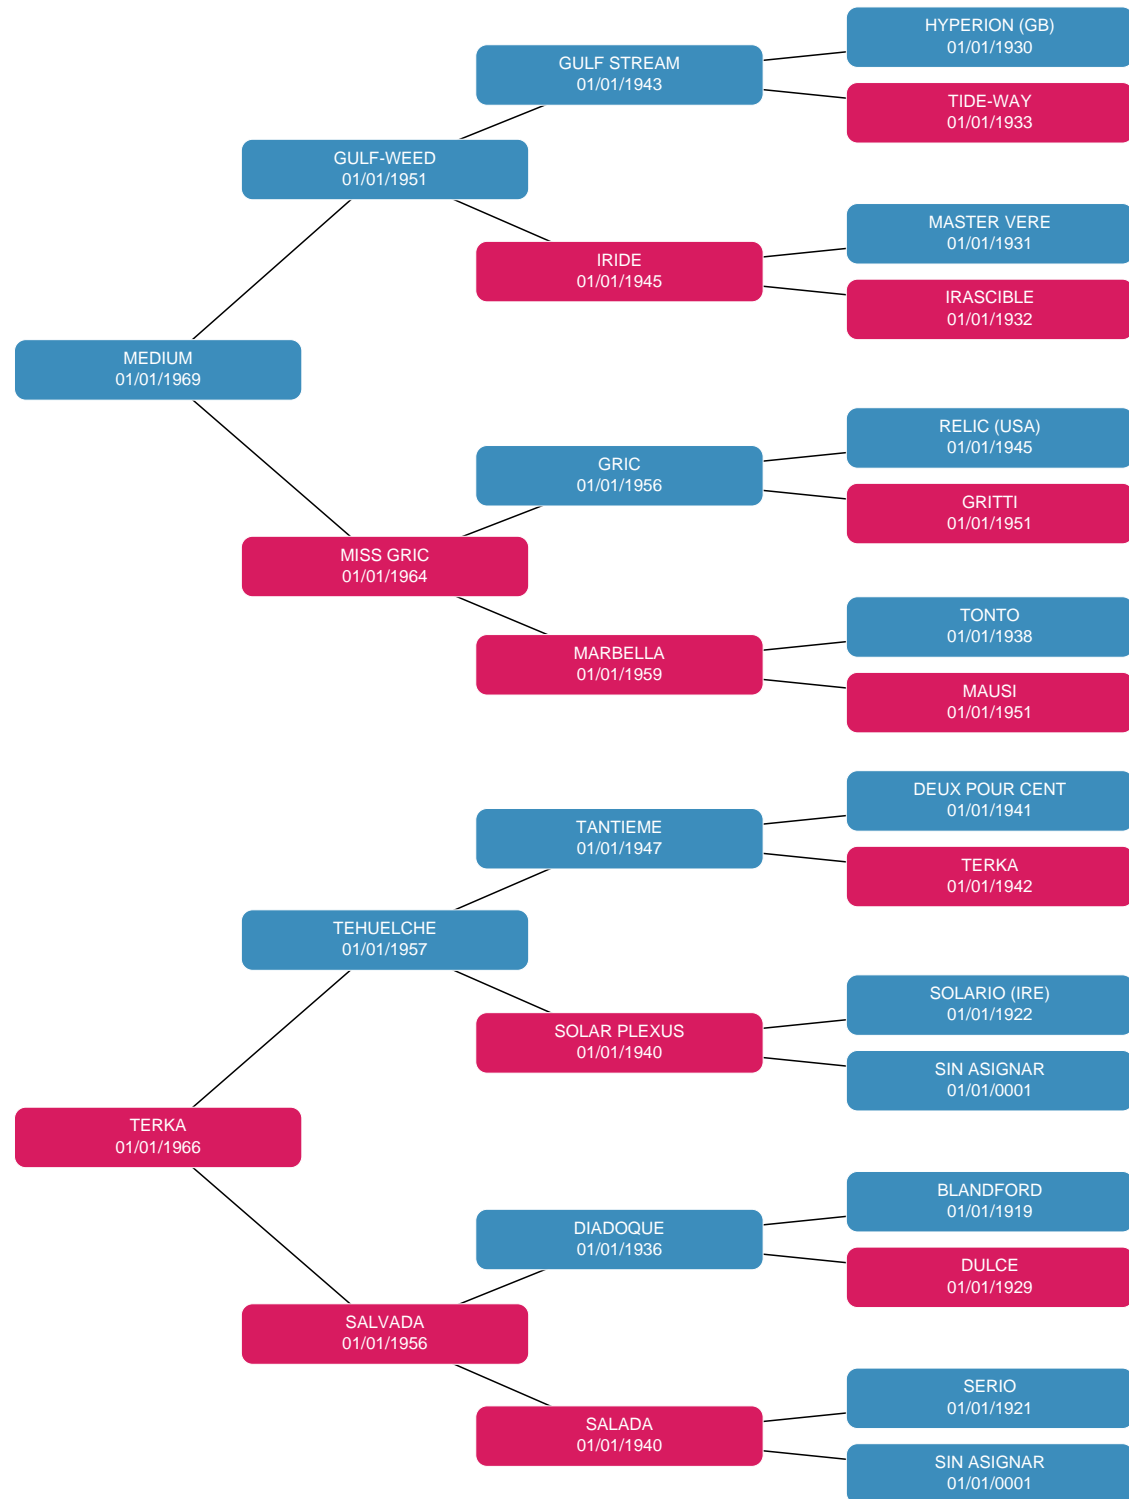 HYPERION (GB)
01/01/1930
GULF STREAM
01/01/1943
TIDE-WAY
01/01/1933
GULF-WEED
01/01/1951
MASTER VERE
01/01/1931
IRIDE
01/01/1945
IRASCIBLE
01/01/1932
MEDIUM
01/01/1969
RELIC (USA)
01/01/1945
GRIC
01/01/1956
GRITTI
01/01/1951
MISS GRIC
01/01/1964
TONTO
01/01/1938
MARBELLA
01/01/1959
MAUSI
01/01/1951
DEUX POUR CENT
01/01/1941
TANTIEME
01/01/1947
TERKA
01/01/1942
TEHUELCHE
01/01/1957
SOLARIO (IRE)
01/01/1922
SOLAR PLEXUS
01/01/1940
SIN ASIGNAR
01/01/0001
TERKA
01/01/1966
BLANDFORD
01/01/1919
DIADOQUE
01/01/1936
DULCE
01/01/1929
SALVADA
01/01/1956
SERIO
01/01/1921
SALADA
01/01/1940
SIN ASIGNAR
01/01/0001